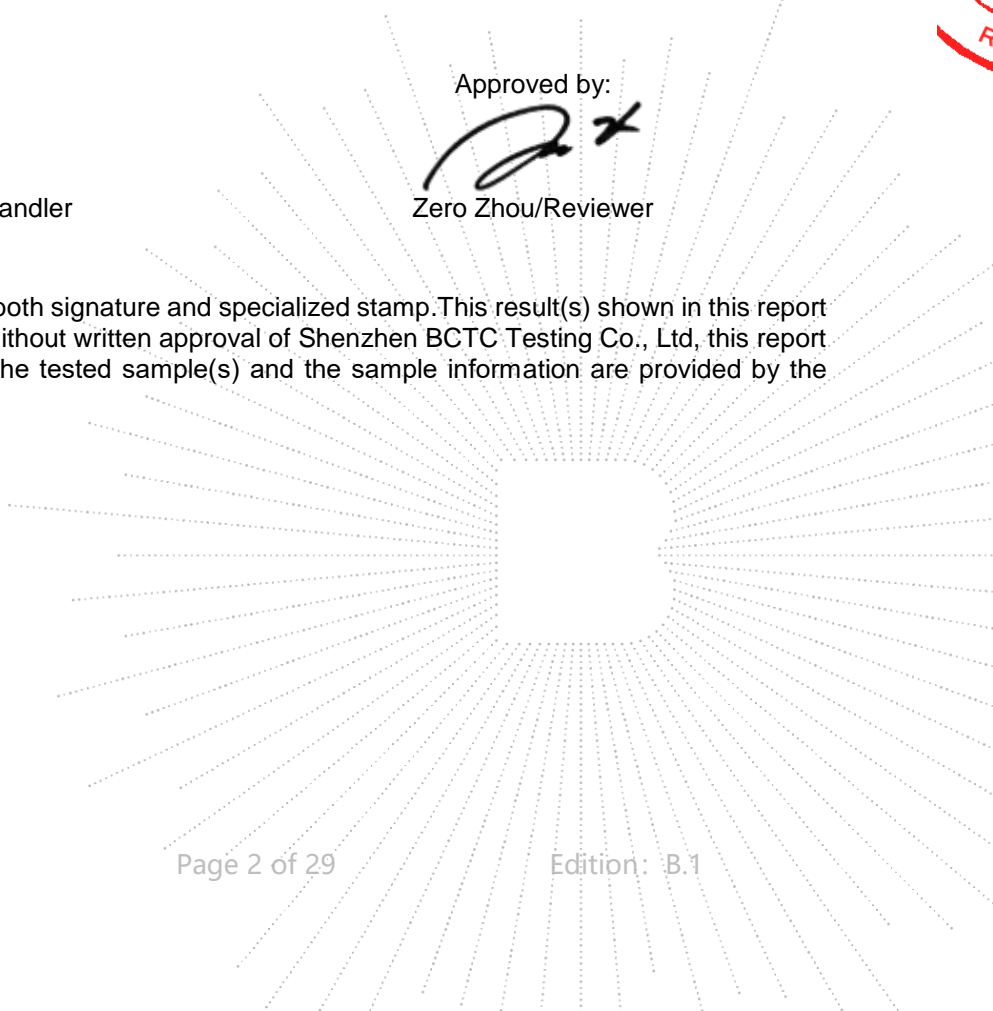 R
Approved by:
andler
Zero Zhou/Reviewer
ooth signature and specialized stamp.This result(s) shown in this report
ithout written approval of Shenzhen BCTC Testing Co., Ltd, this report
he tested sample(s) and the sample information are provided by the
Page 2 of 29 Edition: B.1